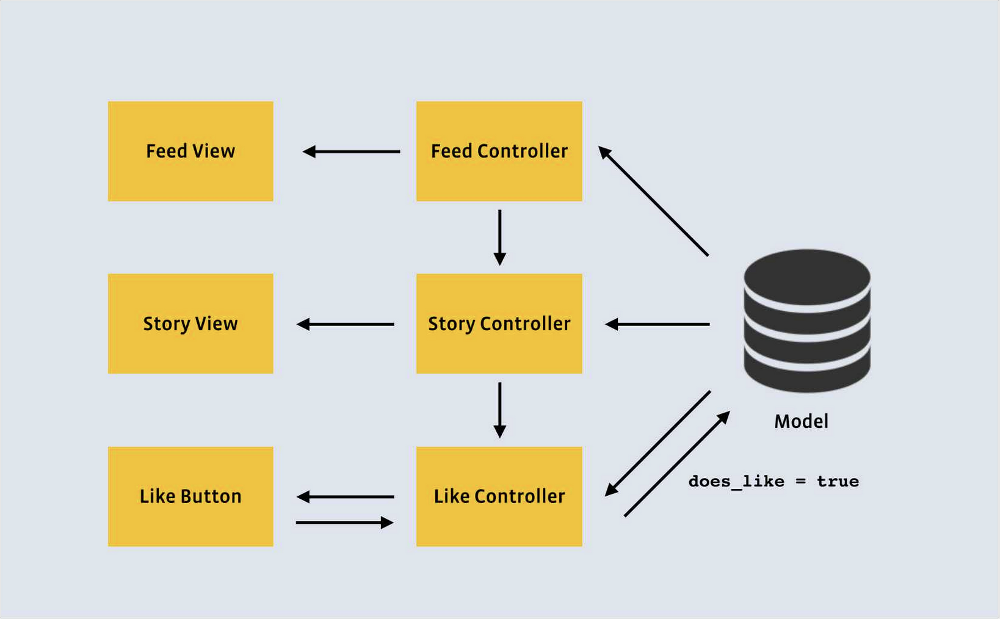 Feed View
Feed Controller
Story View
Story Controller
Model
Like Button
Like Controller
does_like = true